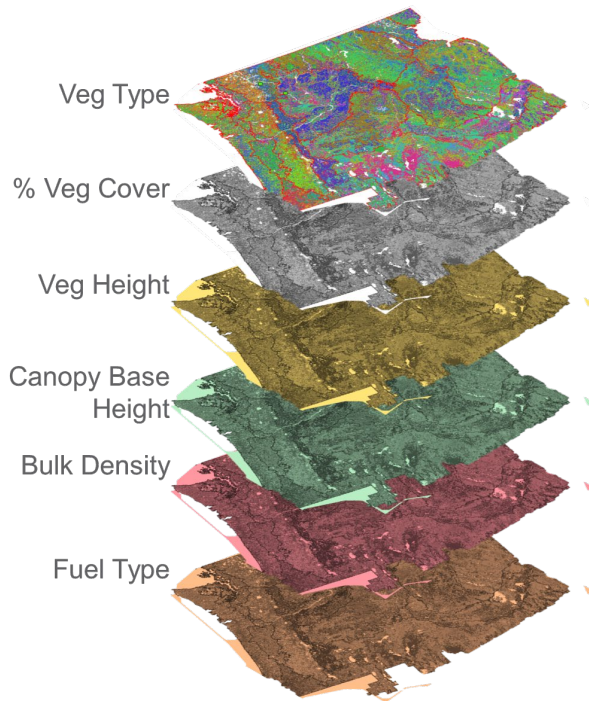 Veg Type
% Veg Cover
Veg Height
Canopy Base
Height
Bulk Density
Fuel Type